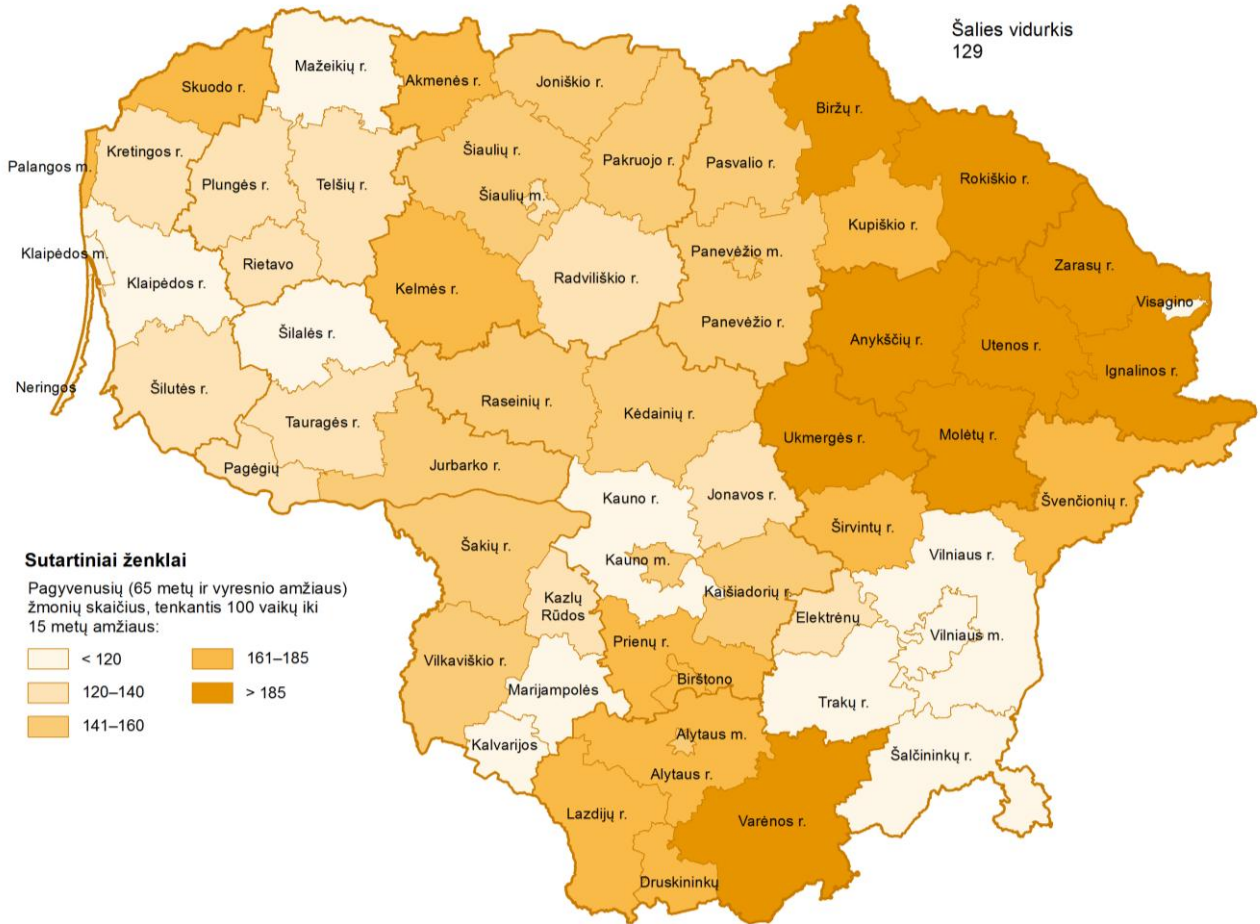 Šalies vidurkis
129
Mažeikių r.
Skuodo r.
Akmenės r.
Joniškio r.
Biržų r.
Kretingos r.
Palangos m.
Plungės r.
Telšių r.
Šiaulių r.
Šiaulių m.
Pakruojo r.
Pasvalio r.
Rokiškio r.
Kupiškio r.
Klaipėdos m.
Klaipėdos r.
Rietavo
Kelmės r.
Radviliškio r.
Panevėžio m.
Panevėžio r.
Zarasų r.
Visagino
Šilalės r.
Anykščių r.
Utenos r.
Ignalinos r.
Neringos
Šilutės r.
Tauragės r.
Raseinių r.
Kėdainių r.
Ukmergės r.
Molėtų r.
Pagėgių
Jurbarko r.
Kauno r.
Jonavos r.
Širvintų r.
Švenčionių r.
Šakių r.
Kauno m.
Kaišiadorių r.
Vilniaus r.
Kazlų
Rūdos
Elektrėnų
Vilniaus m.
Vilkaviškio r.
Prienų r.
Birštono
Marijampolės
Trakų r.
Kalvarijos
Alytaus m.
Alytaus r.
Šalčininkų r.
Lazdijų r.
Varėnos r.
Druskininkų
Sutartiniai ženklai
Pagyvenusių (65 metų ir vyresnio amžiaus)
žmonių skaičius, tenkantis 100 vaikų iki
15 metų amžiaus:
< 120
161–185
120–140
> 185
141–160